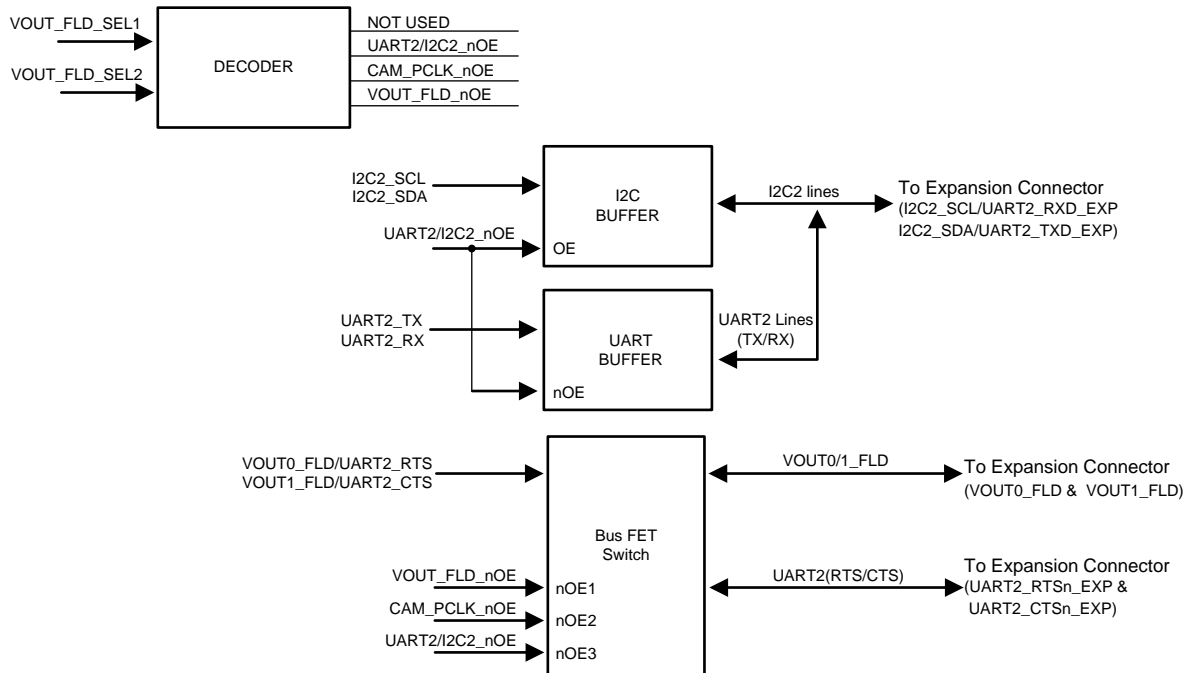 VOUT_FLD_SEL1
VOUT_FLD_SEL2
DECODER
NOT USED
UART2/I2C2_nOE
CAM_PCLK_nOE
VOUT_FLD_nOE
I2C2_SCL
I2C2_SDA
UART2/I2C2_nOE
I2C
BUFFER
OE
I2C2 lines
To Expansion Connector
(I2C2_SCL/UART2_RXD_EXP
I2C2_SDA/UART2_TXD_EXP)
UART2_TX
UART2_RX
UART
BUFFER
nOE
UART2 Lines
(TX/RX)
VOUT0_FLD/UART2_RTS
VOUT1_FLD/UART2_CTS
VOUT_FLD_nOE
CAM_PCLK_nOE
UART2/I2C2_nOE
Bus FET
Switch
nOE1
nOE2
nOE3
VOUT0/1_FLD
To Expansion Connector
(VOUT0_FLD & VOUT1_FLD)
UART2(RTS/CTS)
To Expansion Connector
(UART2_RTSn_EXP &
UART2_CTSn_EXP)